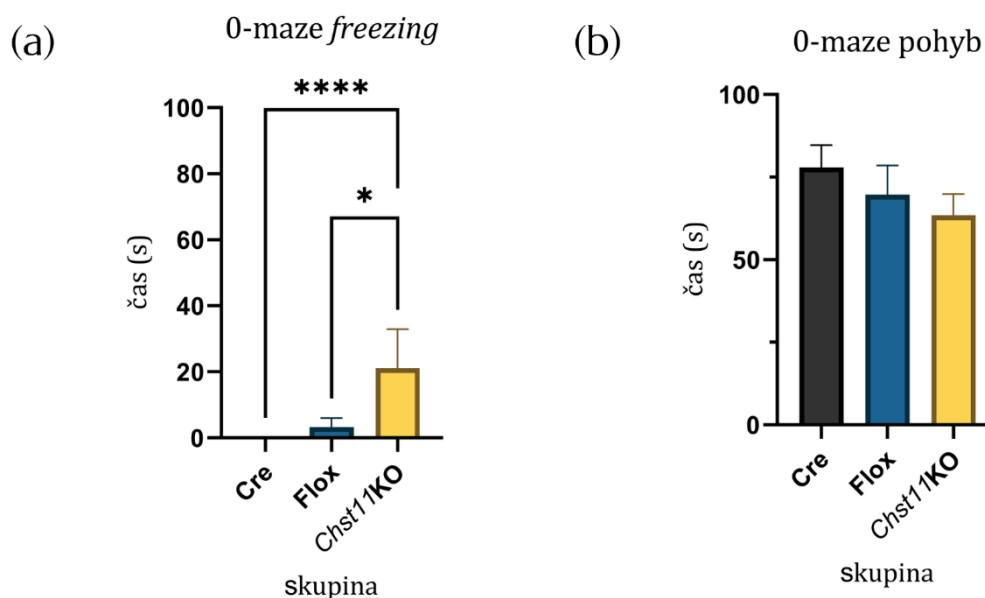 (a)
0-maze freezing
****
*
100
80
60
40
20
0
čas (s)
Cre
Flox
Chst11KO
skupina
(b)
0-maze pohyb
100
50
0
čas (s)
Cre
Flox
Chst11KO
skupina